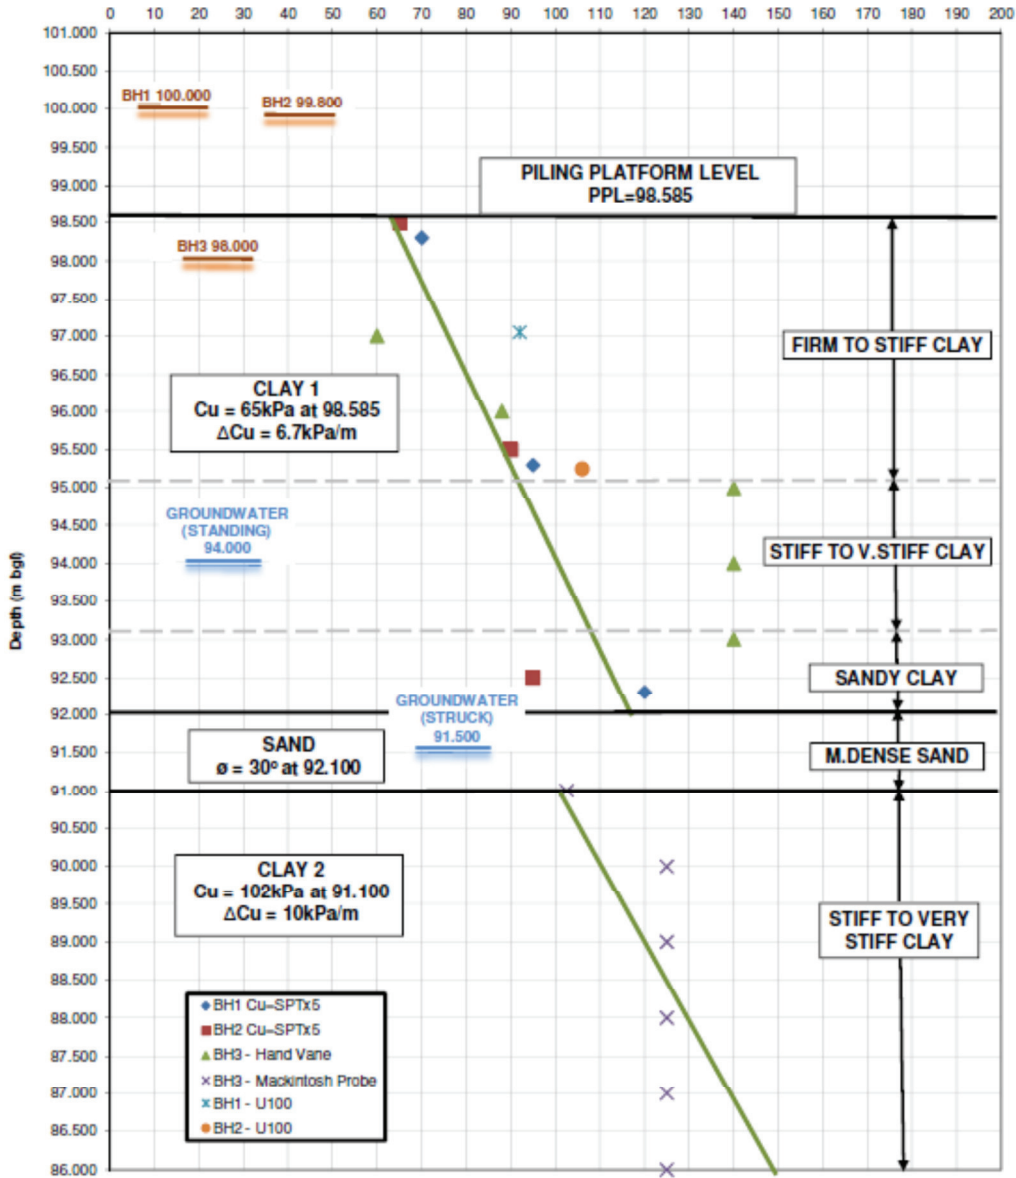 0 10 20 30 40 50 60 70 80 90 100 110 120 130 140 150 160 170 180 190 200
101.000
100.500
BH1 100.000
BH2 99.800
100.000
99.500
99.000
PILING PLATFORM LEVEL
PPL=98.585
98.500
BH3 98.000
98.000
97.500
97.000
FIRM TO STIFF CLAY
96.500
CLAY 1
Cu = 65kPa at 98.585
ΔCu = 6.7kPa/m
96.000
95.500
95.000
GROUNDWATER
(STANDING)
94.000
94.500
STIFF TO V.STIFF CLAY
94.000
93.500
Depth (m bgl)
93.000
92.500
SANDY CLAY
92.000
GROUNDWATER
(STRUCK)
91.500
SAND
ø = 30º at 92.100
91.500
M.DENSE SAND
91.000
90.500
CLAY 2
Cu = 102kPa at 91.100
ΔCu = 10kPa/m
90.000
89.500
STIFF TO VERY
STIFF CLAY
89.000
88.500
BH1 Cu=SPTx5
BH2 Cu=SPTx5
BH3 - Hand Vane
BH3 - Mackintosh Probe
BH1 - U100
BH2 - U100
88.000
87.500
87.000
86.500
86.000